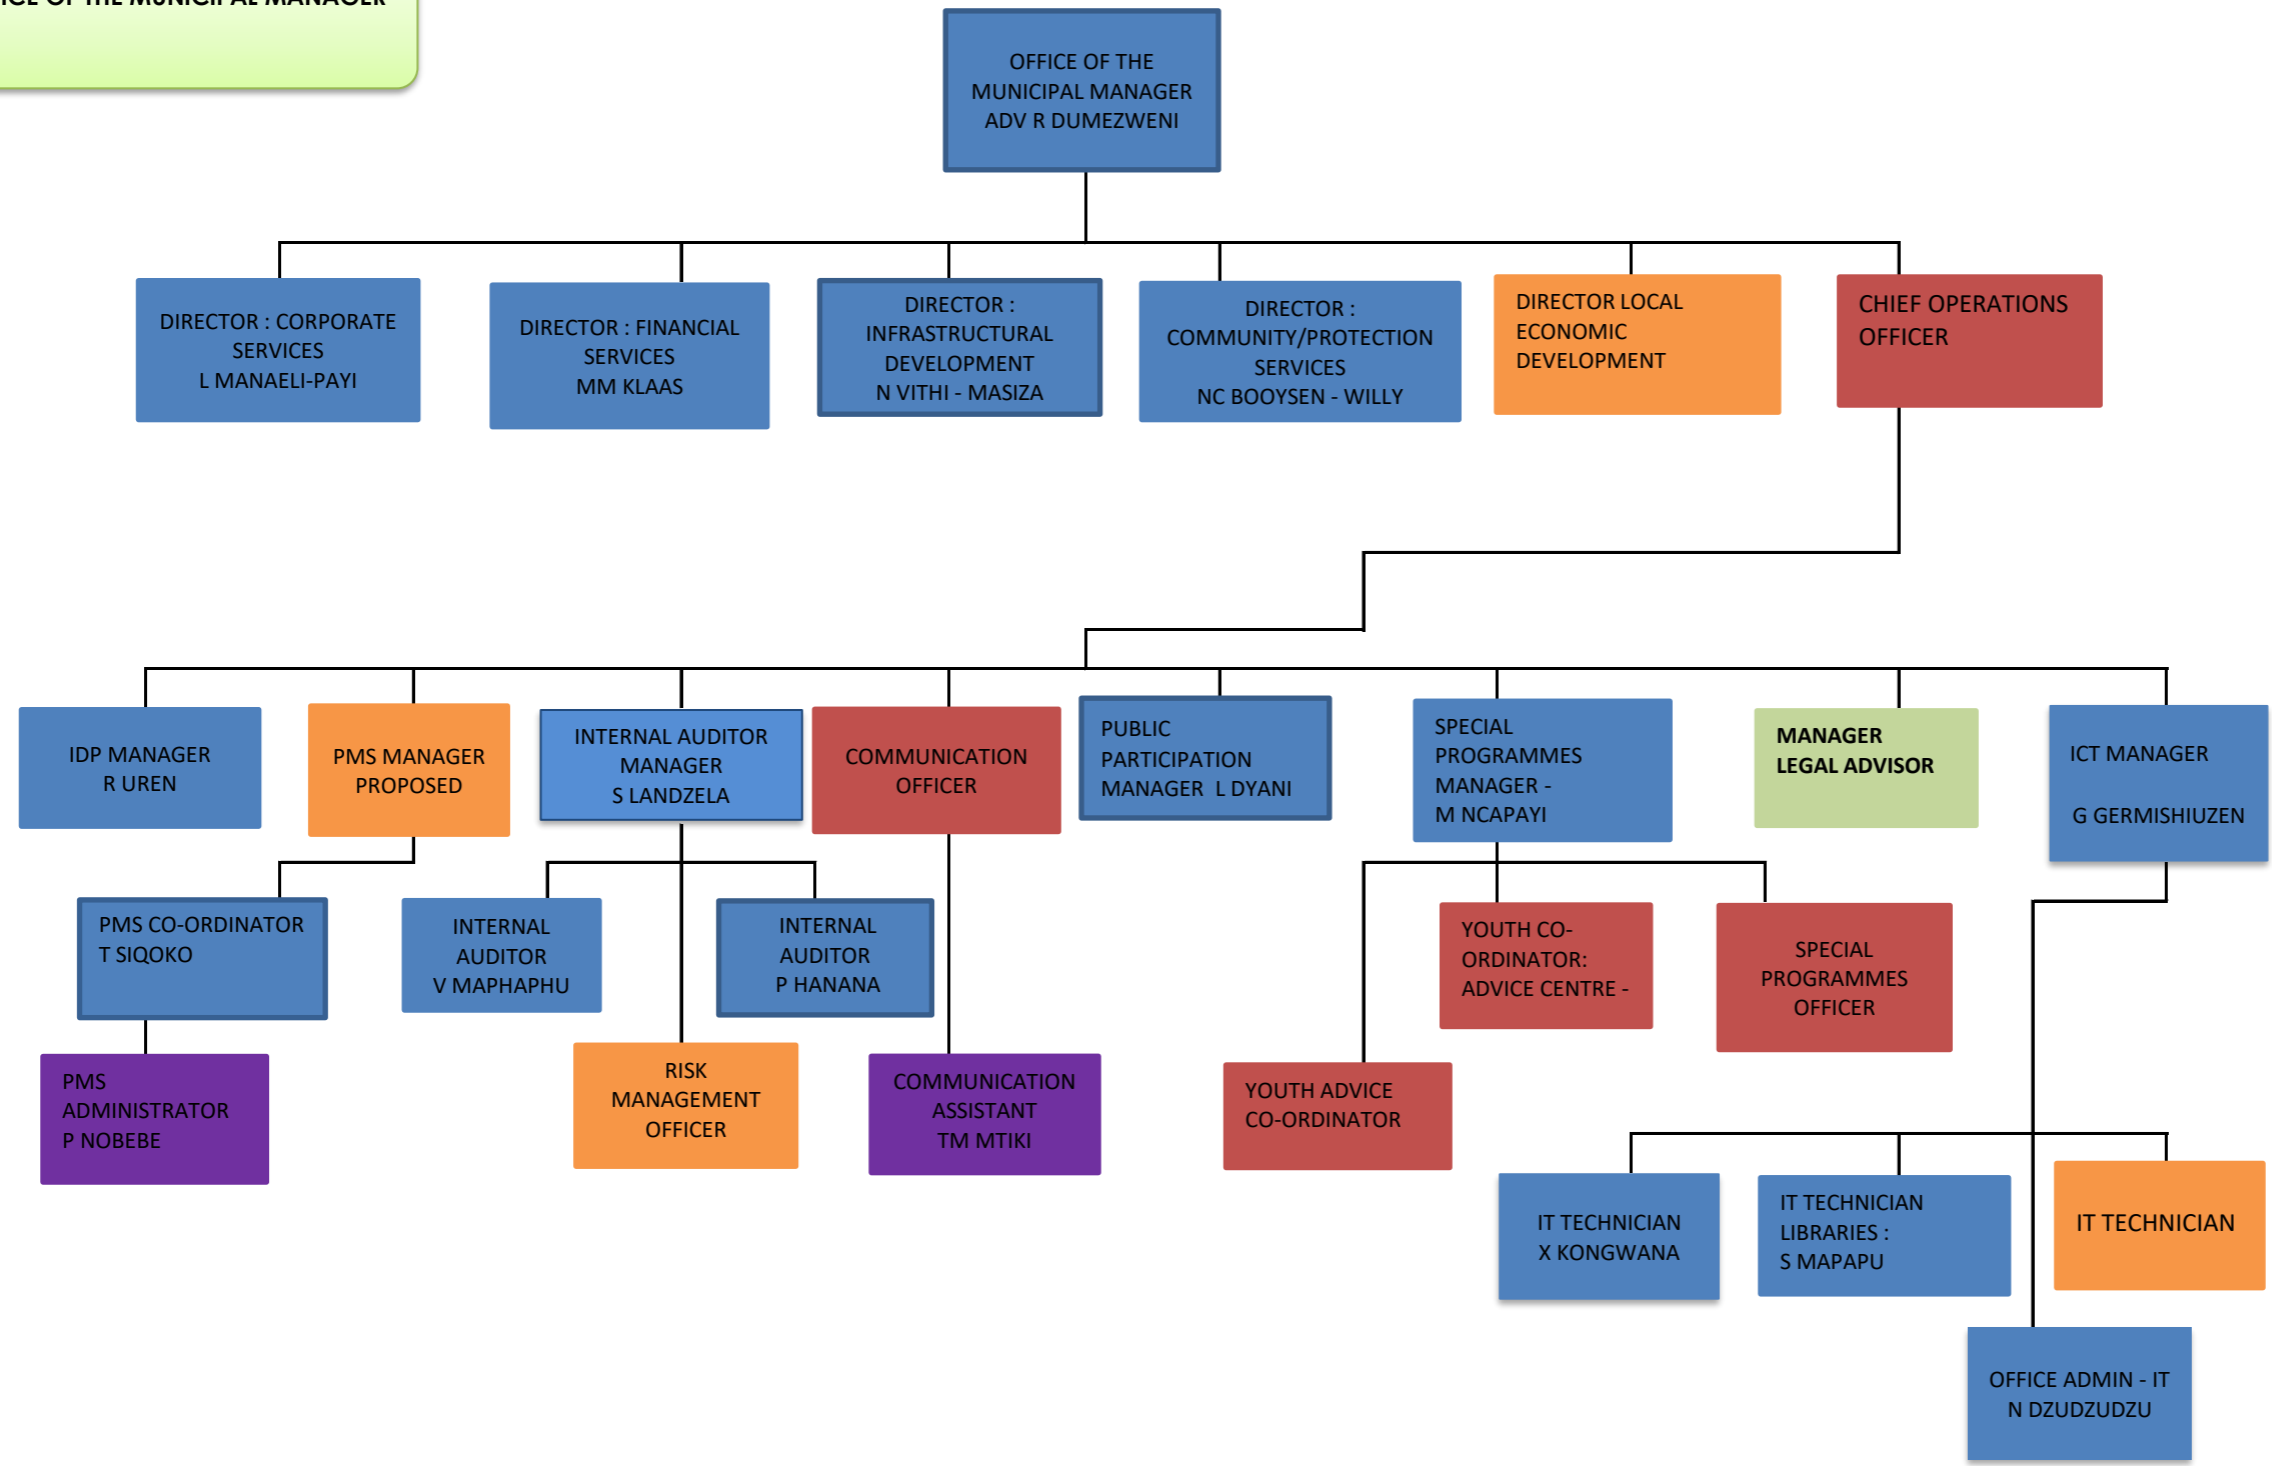 OF THE MUNICIPAL MANAGER
OFFICE OF THE
MUNICIPAL MANAGER
ADV R DUMEZWENI
DIRECTOR : CORPORATE
SERVICES
L MANAELI-PAYI
DIRECTOR : FINANCIAL
SERVICES
MM KLAAS
DIRECTOR :
INFRASTRUCTURAL
DEVELOPMENT
N VITHI - MASIZA
DIRECTOR :
COMMUNITY/PROTECTION
SERVICES
NC BOOYSEN - WILLY
DIRECTOR LOCAL
ECONOMIC
DEVELOPMENT
CHIEF OPERATIONS
OFFICER
IDP MANAGER
R UREN
PMS MANAGER
PROPOSED
INTERNAL AUDITOR
MANAGER
S LANDZELA
COMMUNICATION
OFFICER
PUBLIC
PARTICIPATION
MANAGER L DYANI
SPECIAL
PROGRAMMES
MANAGER -
M NCAPAYI
MANAGER
LEGAL ADVISOR
ICT MANAGER
G GERMISHIUZEN
PMS CO-ORDINATOR
T SIQOKO
INTERNAL
AUDITOR
V MAPHAPHU
INTERNAL
AUDITOR
P HANANA
YOUTH CO-
ORDINATOR:
ADVICE CENTRE -
SPECIAL
PROGRAMMES
OFFICER
PMS
ADMINISTRATOR
P NOBEBE
RISK
MANAGEMENT
OFFICER
COMMUNICATION
ASSISTANT
TM MTIKI
YOUTH ADVICE
CO-ORDINATOR
IT TECHNICIAN
X KONGWANA
IT TECHNICIAN
LIBRARIES :
S MAPAPU
IT TECHNICIAN
OFFICE ADMIN - IT
N DZUDZUDZU